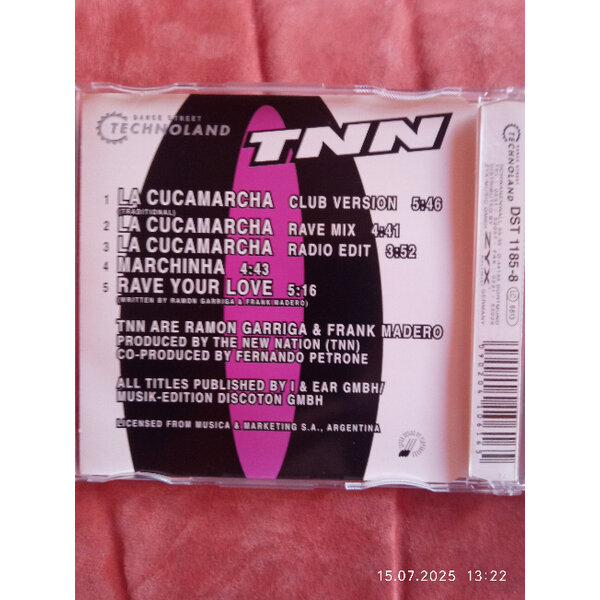 DANCE STREET
TECHNOLAND
TNN
1 LA CUCAMARCHA CLUB VERSION 5:46
(TRADITIONAL)
2 LA CUCAMARCHA RAVE MIX 4:41
3 LA CUCAMARCHA RADIO EDIT 3:52
4 MARCHINHA 4:43
5 RAVE YOUR LOVE 5:16
(WRITTEN BY RAMON GARRIGA & FRANK MADERO)
TNN ARE RAMON GARRIGA & FRANK MADERO
PRODUCED BY THE NEW NATION (TNN)
CO-PRODUCED BY FERNANDO PETRONE
ALL TITLES PUBLISHED BY I & EAR GMBH/
MUSIK-EDITION DISCOTON GMBH
LICENSED FROM MUSICA & MARKETING S.A., ARGENTINA
DANCE STREET
TECHNOLAND
DST 1185-8
ZYX
GERMANY
15.07.2025 13:22